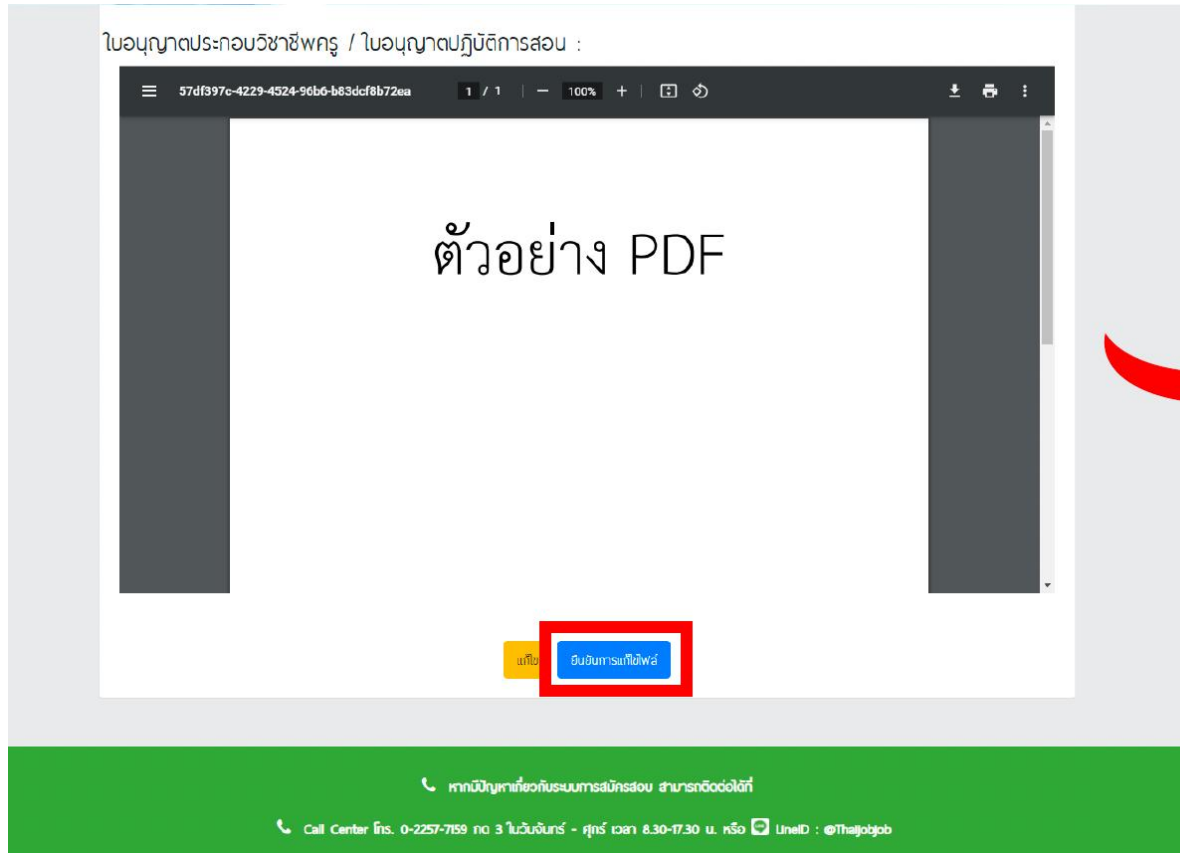 ใบอนุญาตประกอบวิชาชีพครู / ใบอนุญาตปฏิบัติการสอน :
57df397c-4229-4524-96b6-b83dcf8b72ea 1 / 1 100%
ตัวอย่าง PDF
แก้ไข ยืนยันการแก้ไขไฟล์
หากมีปัญหาเกี่ยวกับระบบการสมัครสอบ สามารถติดต่อได้ที่
Call Center โทร. 0-2257-7159 กด 3 ในวันจันทร์ - ศุกร์ เวลา 8.30-17.30 น. หรือ LineID : @Thaijobjob